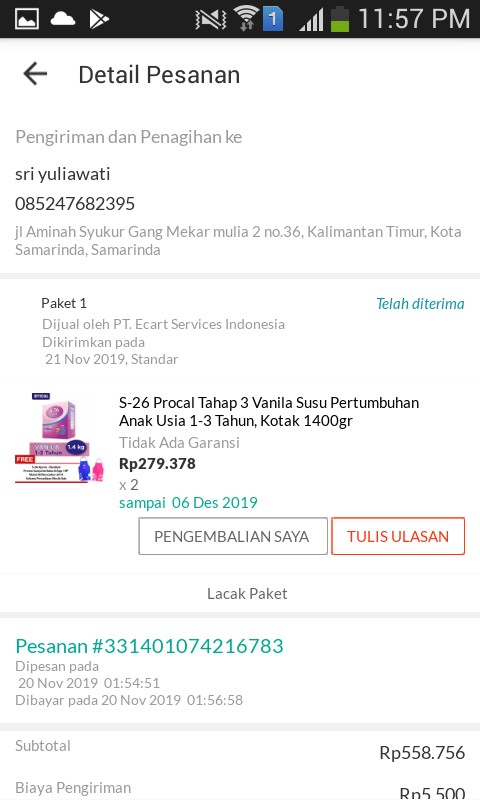 1 11:57 PM
Detail Pesanan
Pengiriman dan Penagihan ke
sri yuliawati
085247682395
jl Aminah Syukur Gang Mekar mulia 2 no.36, Kalimantan Timur, Kota
Samarinda, Samarinda
Paket 1 Telah diterima
Dijual oleh PT. Ecart Services Indonesia
Dikirimkan pada
21 Nov 2019, Standar
S-26 Procal Tahap 3 Vanila Susu Pertumbuhan
Anak Usia 1-3 Tahun, Kotak 1400gr
Tidak Ada Garansi
Rp279.378
x 2
sampai 06 Des 2019
VANILA
1-3 Tahun
1.4 kg
FREE
PENGEMBALIAN SAYA
TULIS ULASAN
Lacak Paket
Pesanan #331401074216783
Dipesan pada
20 Nov 2019 01:54:51
Dibayar pada 20 Nov 2019 01:56:58
Subtotal Rp558.756
Biaya Pengiriman Rp5.500